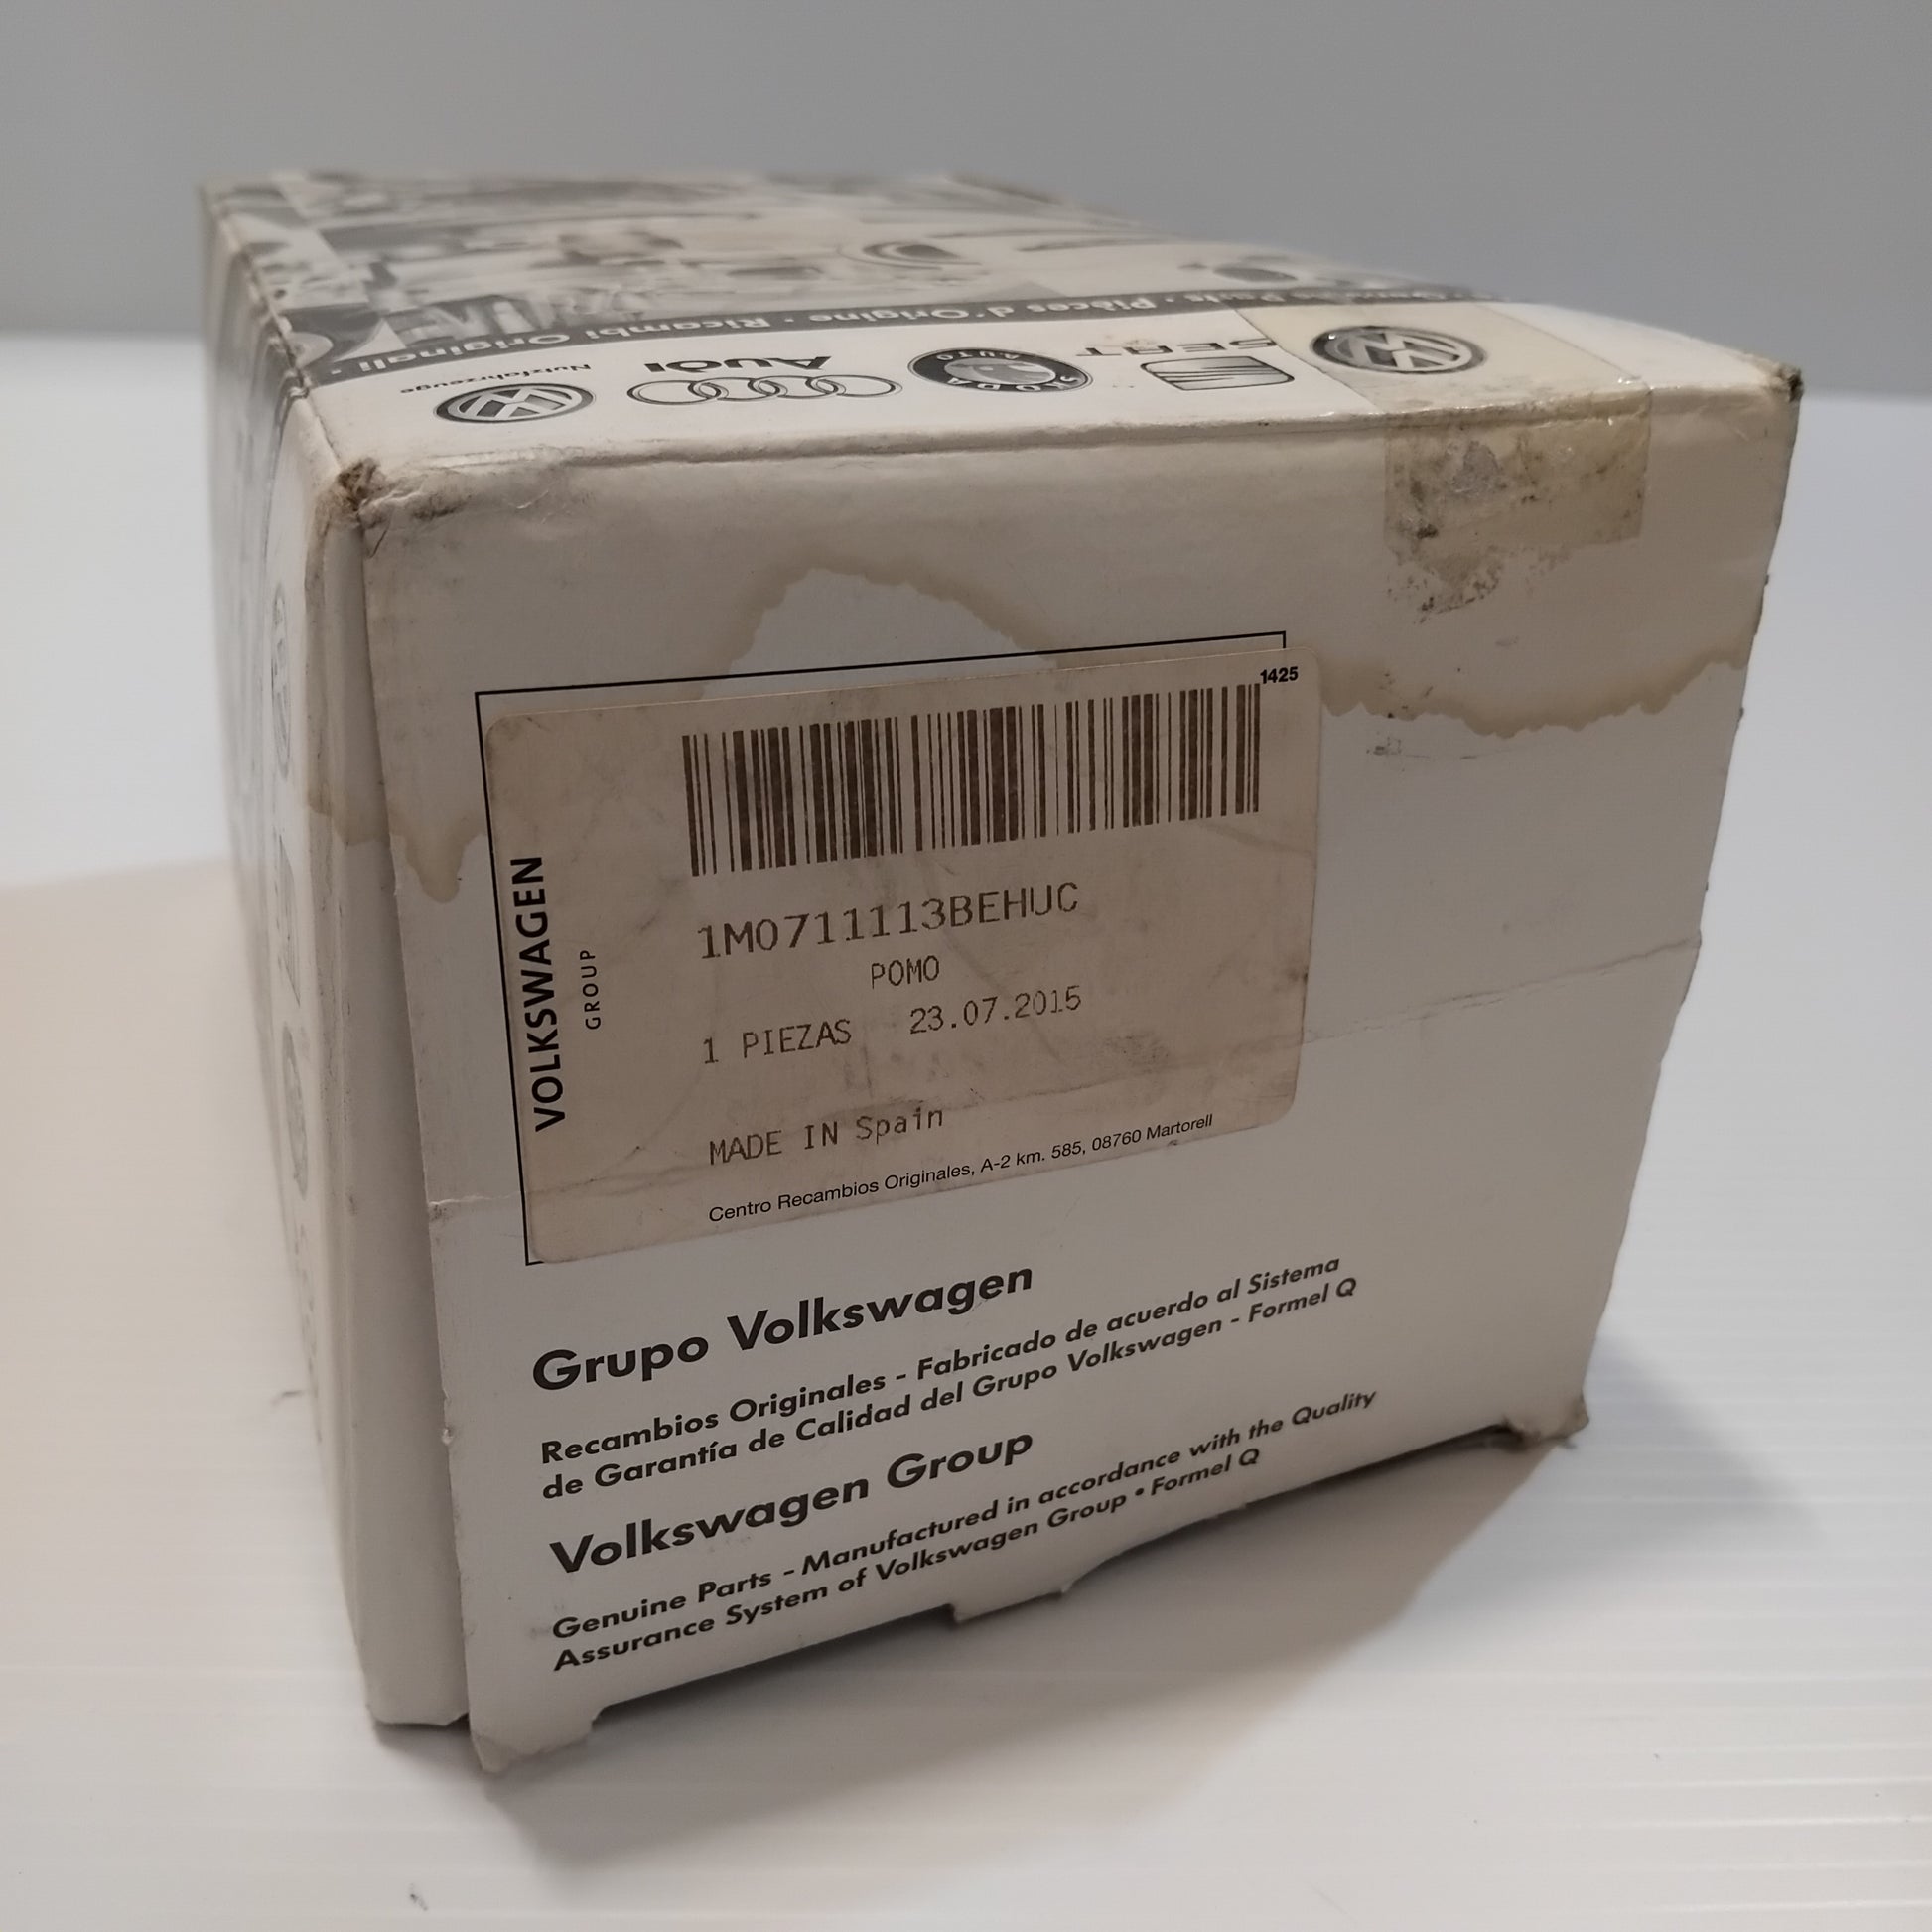 Pièces d'Origine · Ricambi Originali ·
SEAT
SKODA
AUTO
Audi
Nutzfahrzeuge
1425
VOLKSWAGEN
GROUP
1M0711113BEHUC
POMO
1 PIEZAS 23.07.2015
MADE IN Spain
Centro Recambios Originales, A-2 km. 585, 08760 Martorell
Grupo Volkswagen
Recambios Originales - Fabricado de acuerdo al Sistema
de Garantía de Calidad del Grupo Volkswagen - Formel Q
Volkswagen Group
Genuine Parts - Manufactured in accordance with the Quality
Assurance System of Volkswagen Group • Formel Q